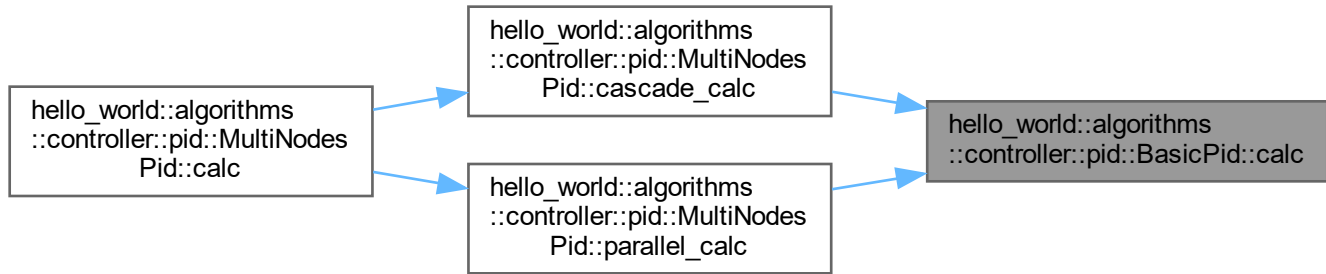 hello_world::algorithms
::controller::pid::MultiNodes
Pid::calc
hello_world::algorithms
::controller::pid::MultiNodes
Pid::cascade_calc
hello_world::algorithms
::controller::pid::MultiNodes
Pid::parallel_calc
hello_world::algorithms
::controller::pid::BasicPid::calc